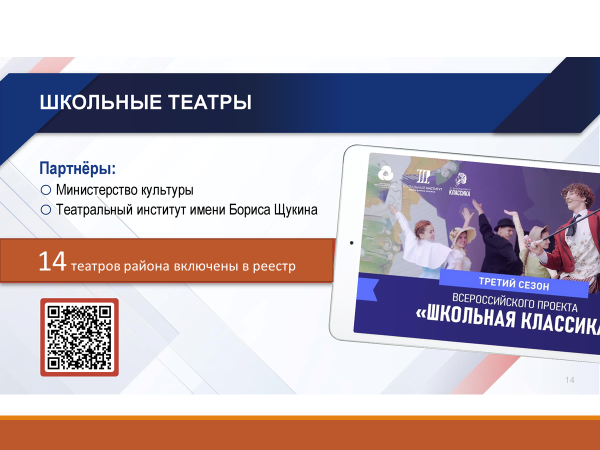 ШКОЛЬНЫЕ ТЕАТРЫ
Партнёры:
Министерство культуры
Театральный институт имени Бориса Щукина
14 театров района включены в реестр
КЛАССИКА
ТРЕТИЙ СЕЗОН
ВСЕРОССИЙСКОГО ПРОЕКТА
«ШКОЛЬНАЯ КЛАССИКА
14